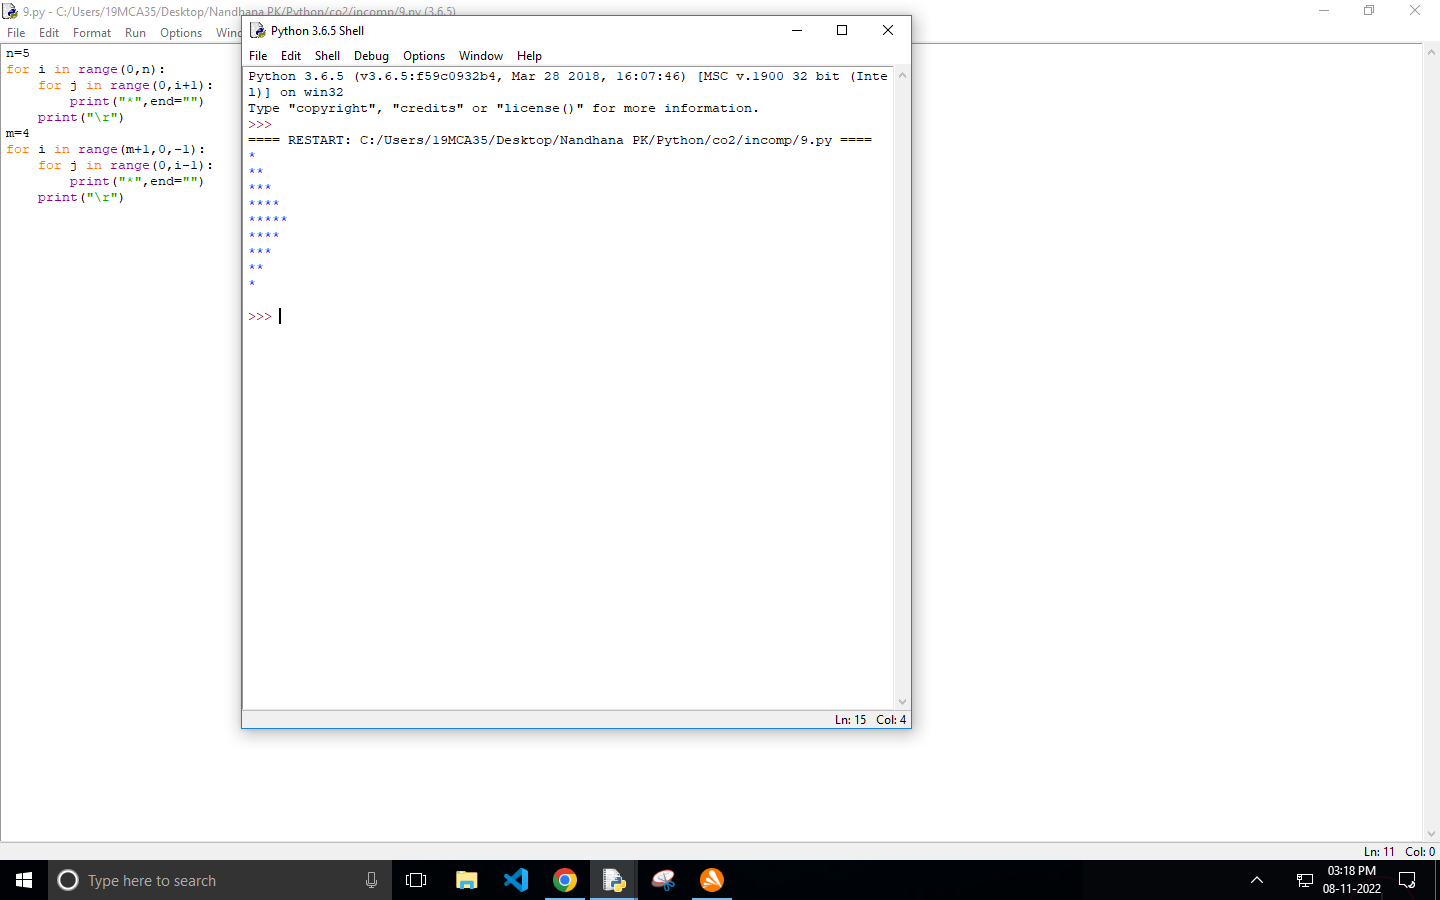 9.py - C:/Users/19MCA35/Desktop/Nandhana PK/Python/co2/incomp/9.py (3.6.5)
File Edit Format Run Options
n=5
for i in range(0,n):
    for j in range(0,i+1):
        print("*",end="")
    print("\r")
m=4
for i in range(m+1,0,-1):
    for j in range(0,i-1):
        print("*",end="")
    print("\r")
Python 3.6.5 Shell
File Edit Shell Debug Options Window Help
Python 3.6.5 (v3.6.5:f59c0932b4, Mar 28 2018, 16:07:46) [MSC v.1900 32 bit (Inte
l)] on win32
Type "copyright", "credits" or "license()" for more information.
>>>
==== RESTART: C:/Users/19MCA35/Desktop/Nandhana PK/Python/co2/incomp/9.py ====
*
**
***
****
*****
****
***
**
*
>>>
Ln: 15 Col: 4
Ln: 11 Col: 0
Type here to search
03:18 PM
08-11-2022